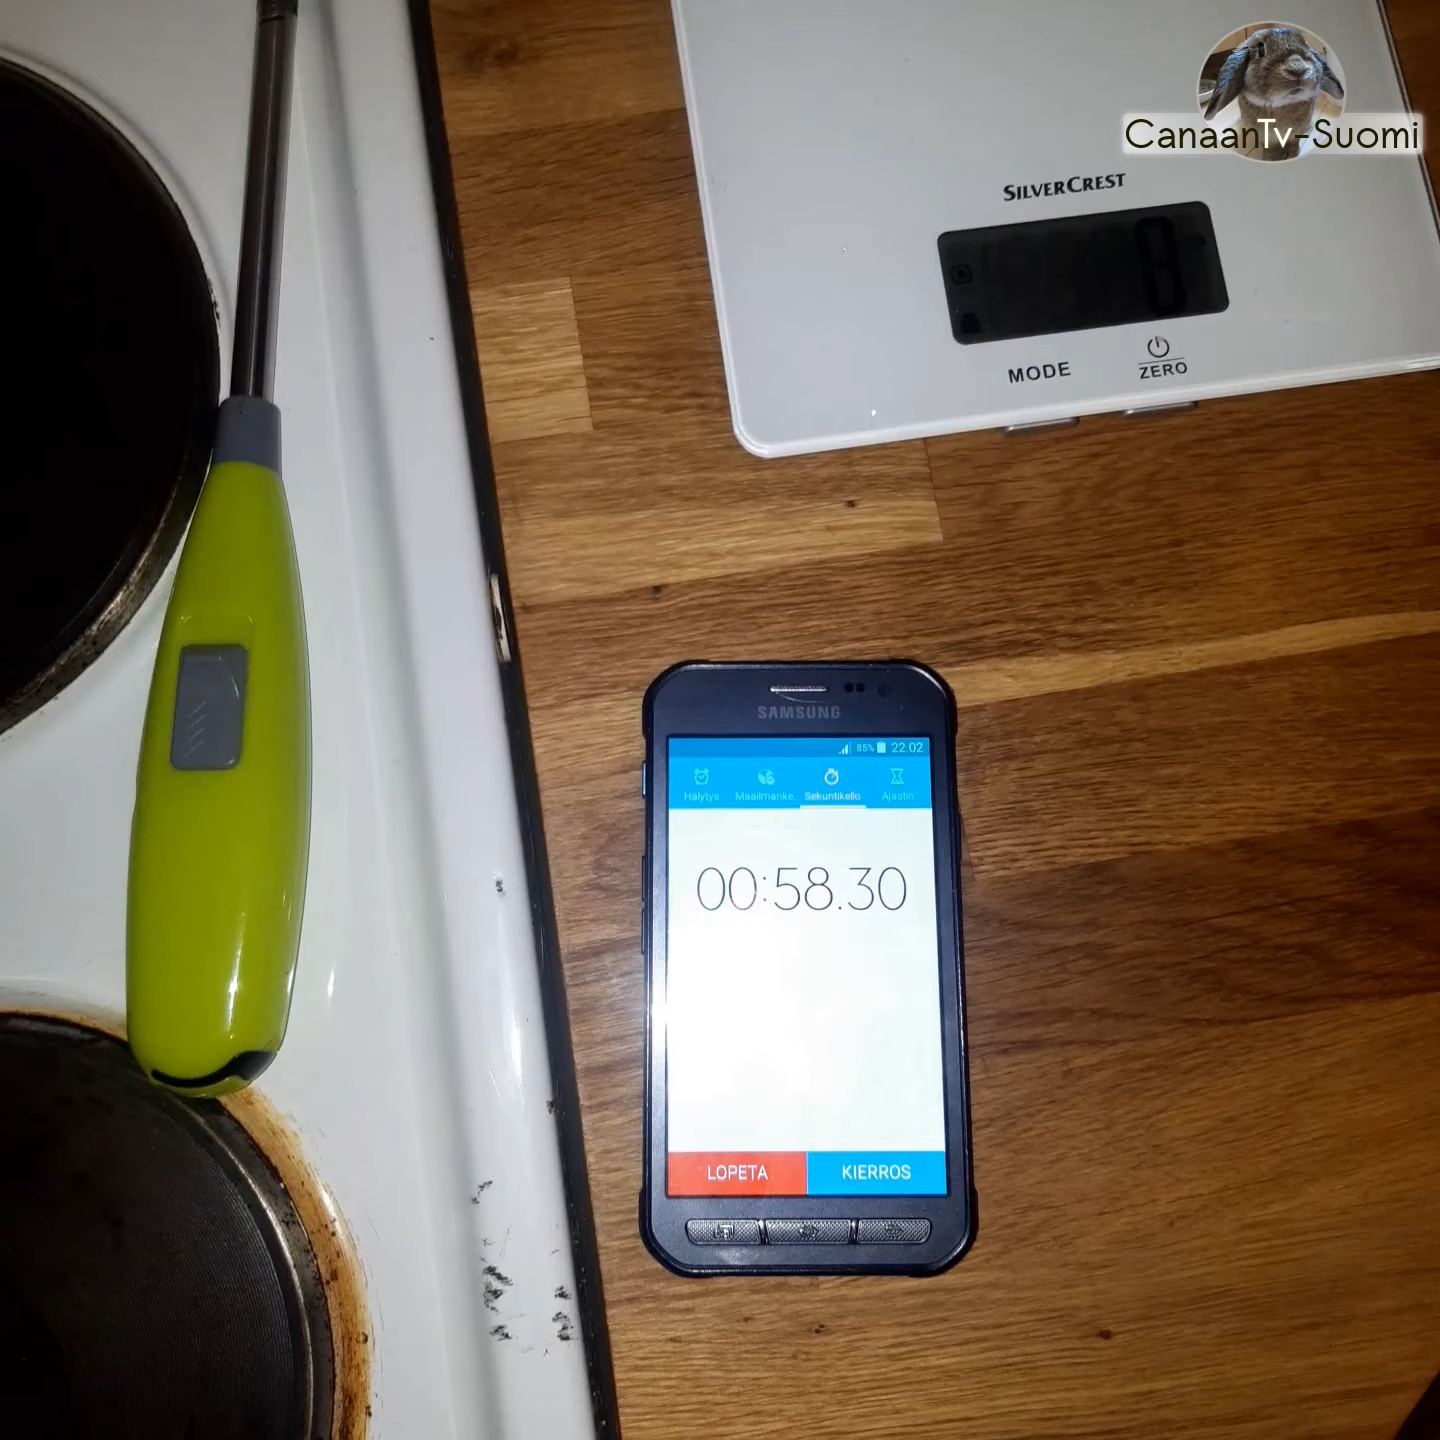 CanaanTv-Suomi
SILVERCREST
MODE
ZERO
SAMSUNG
85% 22.02
Hälytys Maailmanke Sekuntikello Ajastin
00:58.30
LOPETA KIERROS